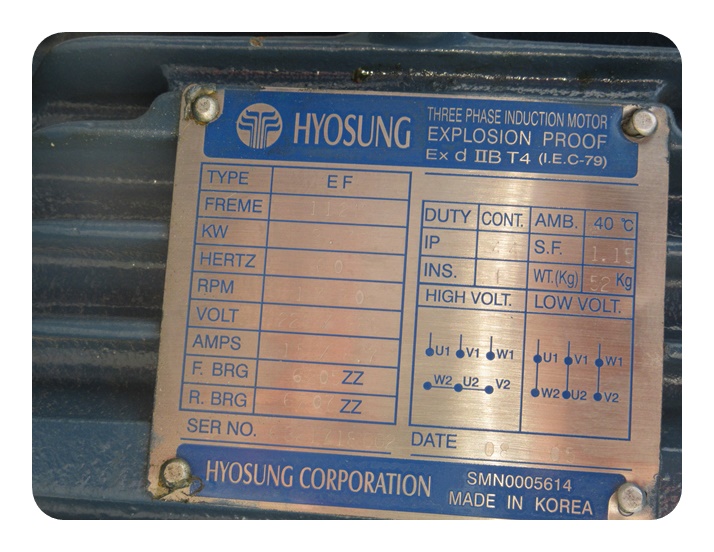 HYOSUNG
THREE PHASE INDUCTION MOTOR
EXPLOSION PROOF
Ex d IIB T4 (I.E.C-79)
TYPE EF
FREME
KW
HERTZ
RPM
VOLT
AMPS
F. BRG ZZ
R. BRG ZZ
SER NO.
DUTY CONT. AMB. 40 ℃
IP S.F. 1.15
INS. WT.(Kg) 52 Kg
HIGH VOLT. LOW VOLT.
U1 V1 W1 U1 V1 W1
W2 U2 V2 W2 U2 V2
DATE
HYOSUNG CORPORATION
SMN0005614
MADE IN KOREA